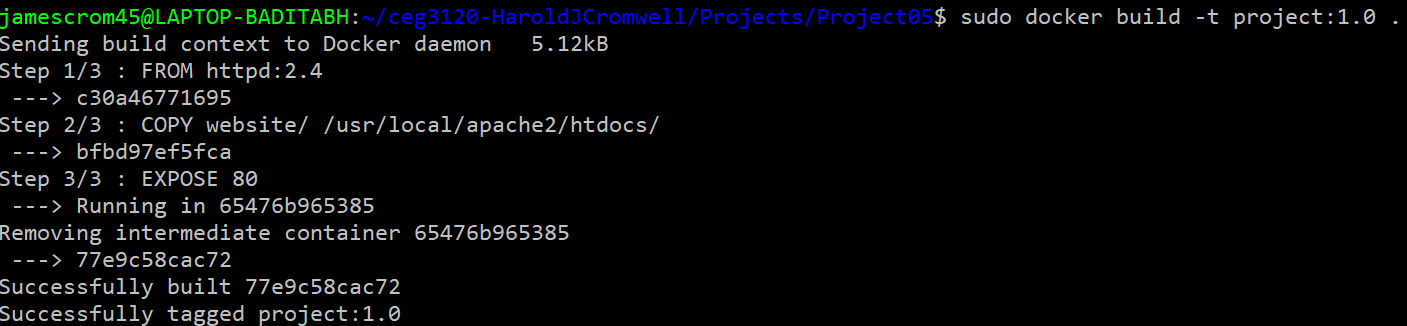 jamescrom45@LAPTOP-BADITABH:~/ceg3120-HaroldJCromwell/Projects/Project05$ sudo docker build -t project:1.0 .
Sending build context to Docker daemon   5.12kB
Step 1/3 : FROM httpd:2.4
 ---> c30a46771695
Step 2/3 : COPY website/ /usr/local/apache2/htdocs/
 ---> bfbd97ef5fca
Step 3/3 : EXPOSE 80
 ---> Running in 65476b965385
Removing intermediate container 65476b965385
 ---> 77e9c58cac72
Successfully built 77e9c58cac72
Successfully tagged project:1.0